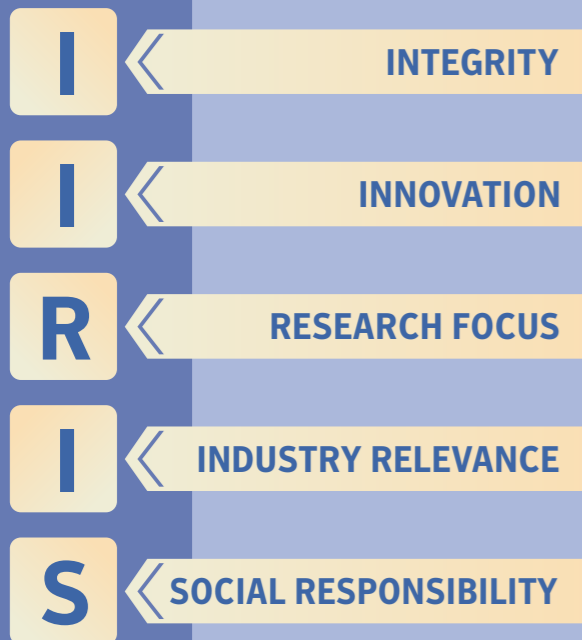 I INTEGRITY
I INNOVATION
R RESEARCH FOCUS
I INDUSTRY RELEVANCE
S SOCIAL RESPONSIBILITY